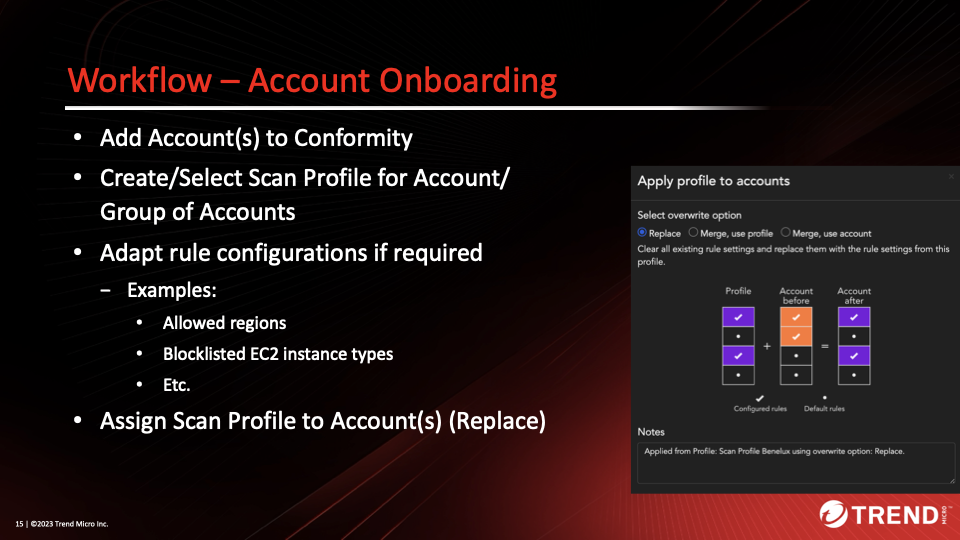 Workflow – Account Onboarding
• Add Account(s) to Conformity
• Create/Select Scan Profile for Account/
Group of Accounts
• Adapt rule configurations if required
– Examples:
• Allowed regions
• Blocklisted EC2 instance types
• Etc.
• Assign Scan Profile to Account(s) (Replace)
Apply profile to accounts
Select overwrite option
Replace Merge, use profile Merge, use account
Clear all existing rule settings and replace them with the rule settings from this
profile.
Profile Account before Account after
+ =
Configured rules Default rules
Notes
Applied from Profile: Scan Profile Benelux using overwrite option: Replace.
15 | ©2023 Trend Micro Inc.
TREND MICRO